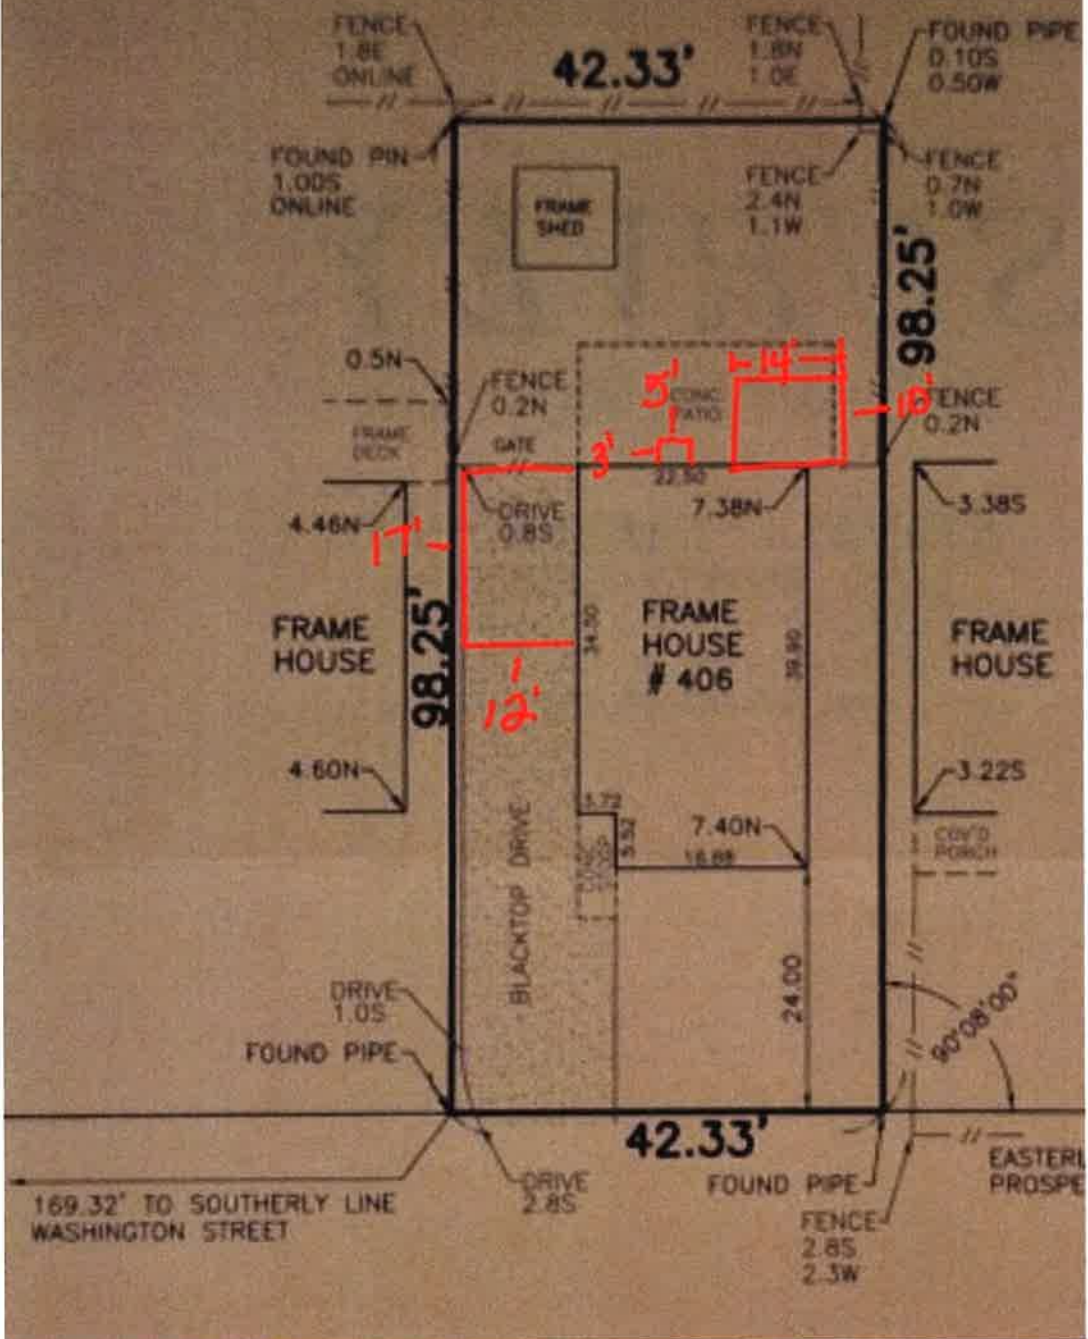 FENCE
1.8E
ONLINE
42.33'
FENCE
1.8N
1.0E
FOUND PIPE
0.10S
0.50W
FOUND PIN
1.00S
ONLINE
FRAME
SHED
FENCE
2.4N
1.1W
FENCE
0.7N
1.0W
98.25'
0.5N
FENCE
0.2N
GATE
FRAME
DECK
5'
CONC.
PATIO
14'
10'
FENCE
0.2N
3'
22.50
7.38N
3.38S
4.46N
17'
DRIVE
0.8S
FRAME
HOUSE
98.25'
34.50
FRAME
HOUSE
# 406
39.90
FRAME
HOUSE
12'
4.60N
3.22S
3.72
5.52
CONC.
STOOP
7.40N
COV'D
PORCH
BLACKTOP DRIVE
24.00
DRIVE
1.0S
FOUND PIPE
90°08'00"
42.33'
169.32' TO SOUTHERLY LINE
WASHINGTON STREET
DRIVE
2.8S
FOUND PIPE
FENCE
2.8S
2.3W
EASTERL
PROSPE